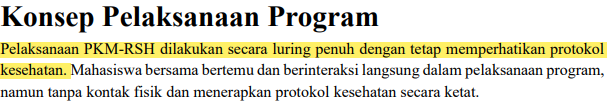 Konsep Pelaksanaan Program
Pelaksanaan PKM-RSH dilakukan secara luring penuh dengan tetap memperhatikan protokol
kesehatan. Mahasiswa bersama bertemu dan berinteraksi langsung dalam pelaksanaan program,
namun tanpa kontak fisik dan menerapkan protokol kesehatan secara ketat.